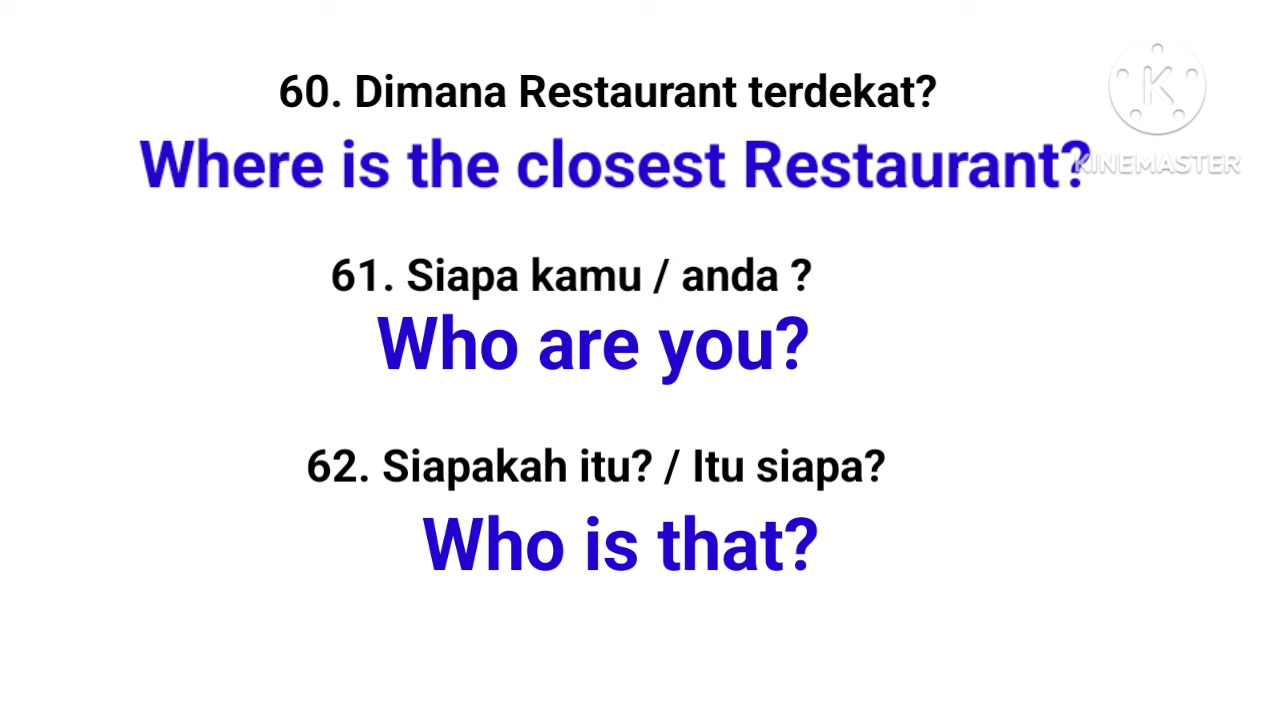 60. Dimana Restaurant terdekat?
Where is the closest Restaurant?
KINEMASTER
61. Siapa kamu / anda ?
Who are you?
62. Siapakah itu? / Itu siapa?
Who is that?